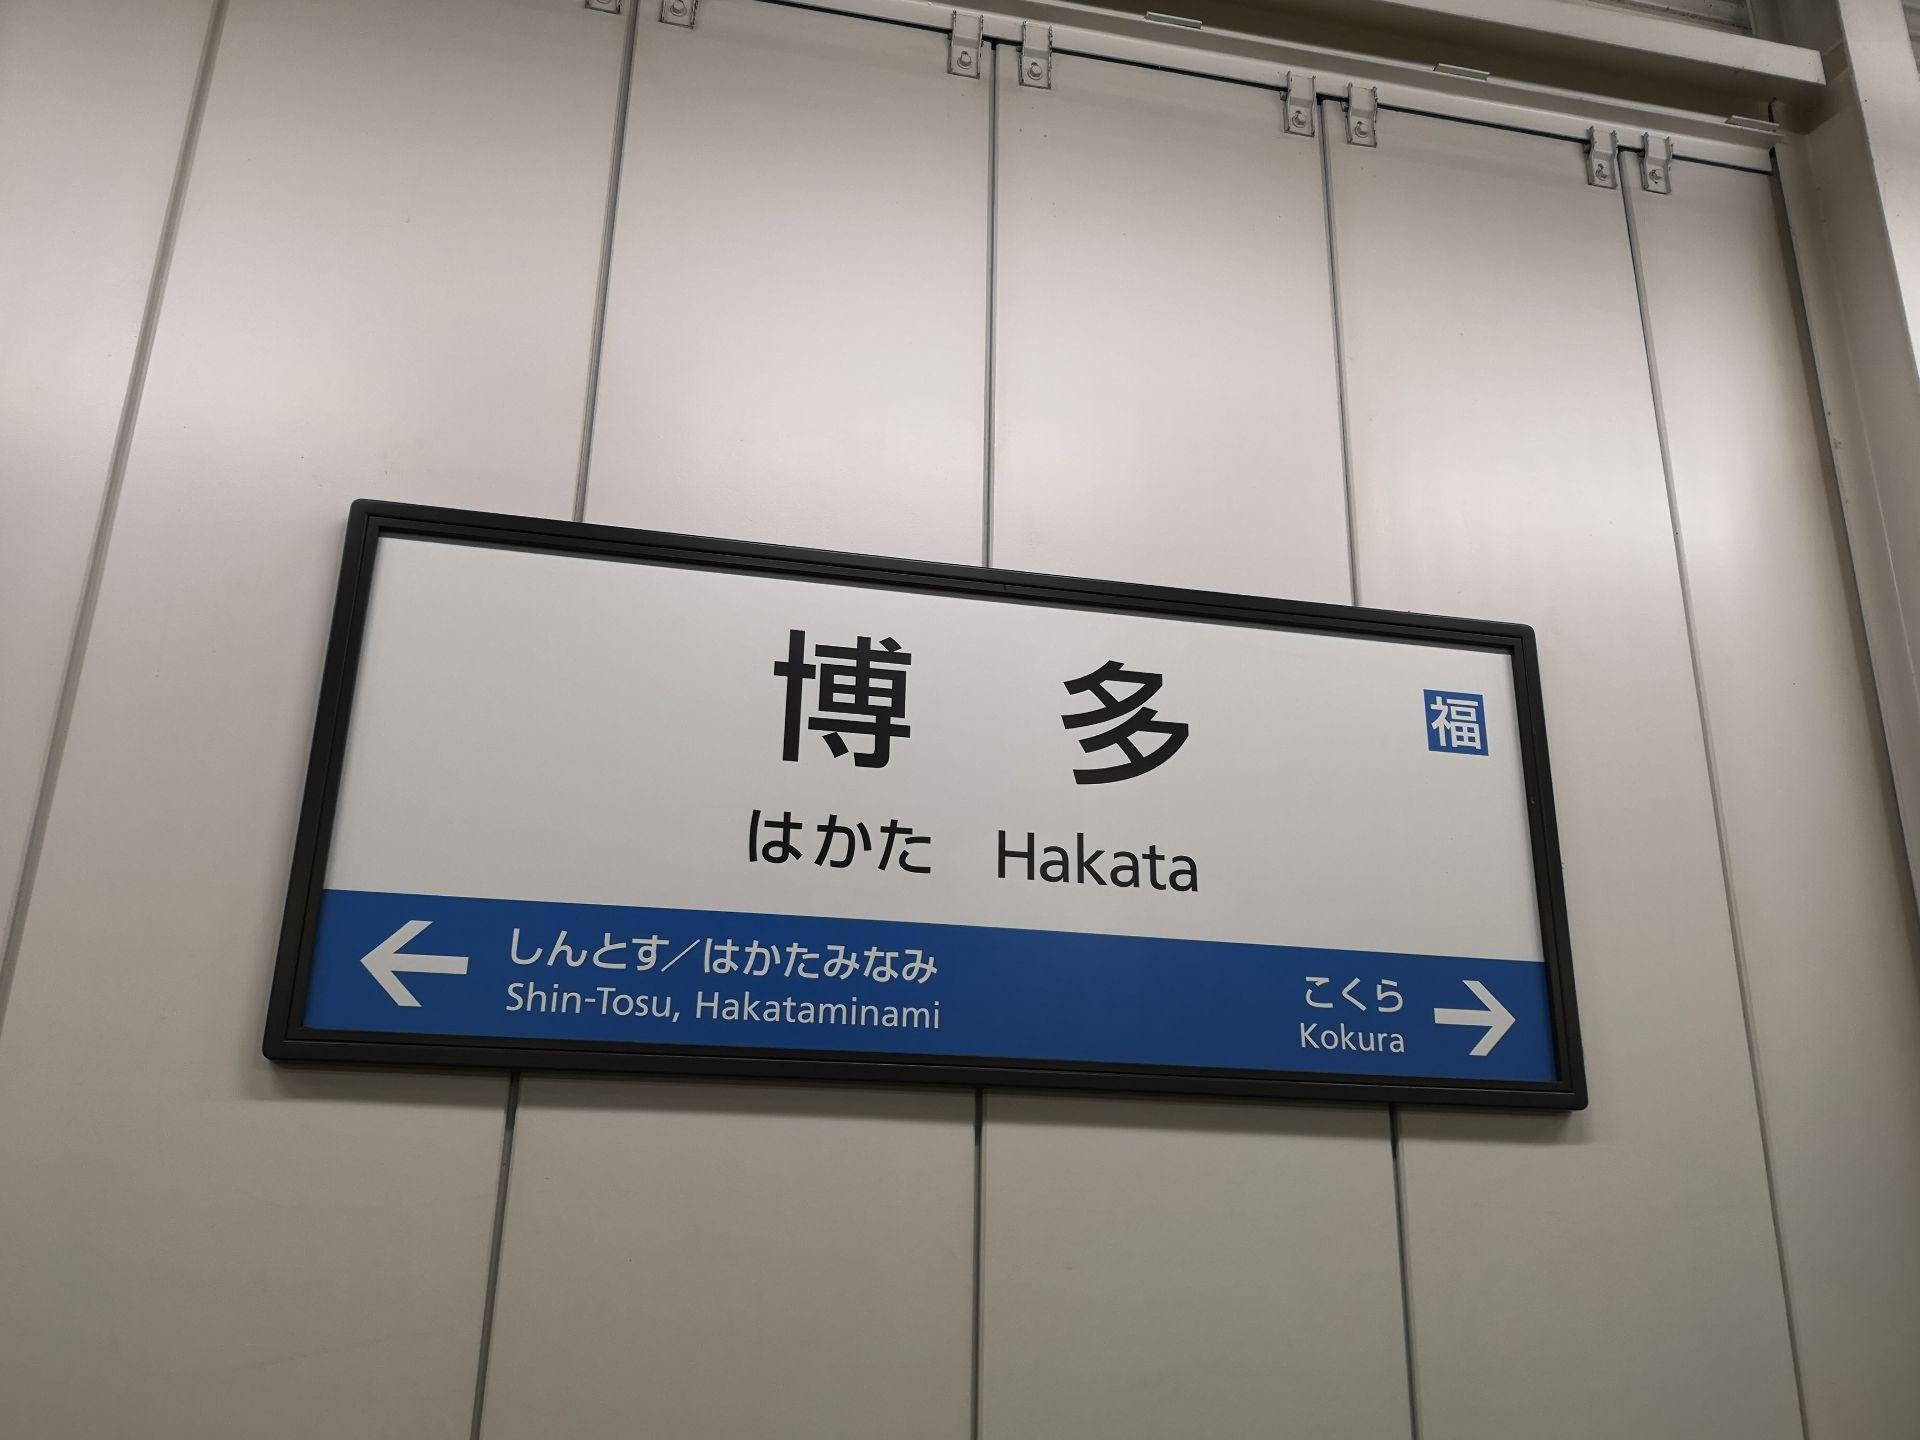 博多
福
はかた Hakata
← しんとす／はかたみなみ
Shin-Tosu, Hakataminami
こくら →
Kokura